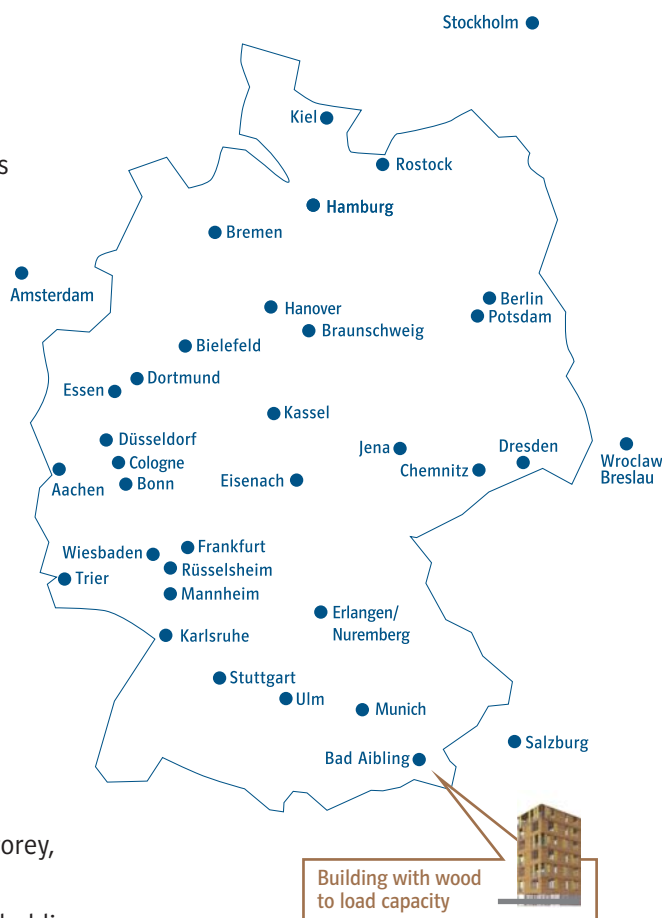 Stockholm
Kiel
s
Rostock
Hamburg
Bremen
Amsterdam
Berlin
Hanover
Potsdam
Braunschweig
Bielefeld
Dortmund
Essen
Kassel
Düsseldorf
Jena
Dresden
Cologne
Chemnitz
Wroclaw
Breslau
Aachen
Bonn
Eisenach
Frankfurt
Wiesbaden
Rüsselsheim
Trier
Mannheim
Erlangen/
Nuremberg
Karlsruhe
Stuttgart
Ulm
Munich
Salzburg
Bad Aibling
orey,
Building with wood
to load capacity